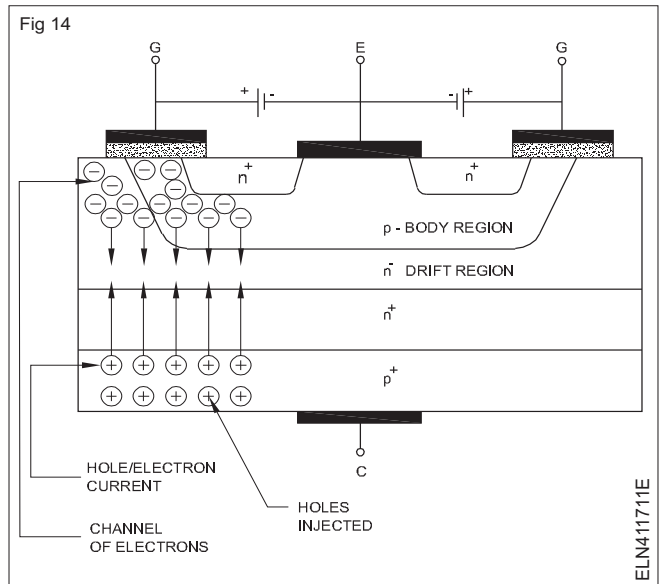 Fig 14
G E G
+ - - +
n+ n+
p - BODY REGION
n- DRIFT REGION
n+
p+
C
HOLE/ELECTRON
CURRENT
HOLES
INJECTED
CHANNEL
OF ELECTRONS
ELN411711E